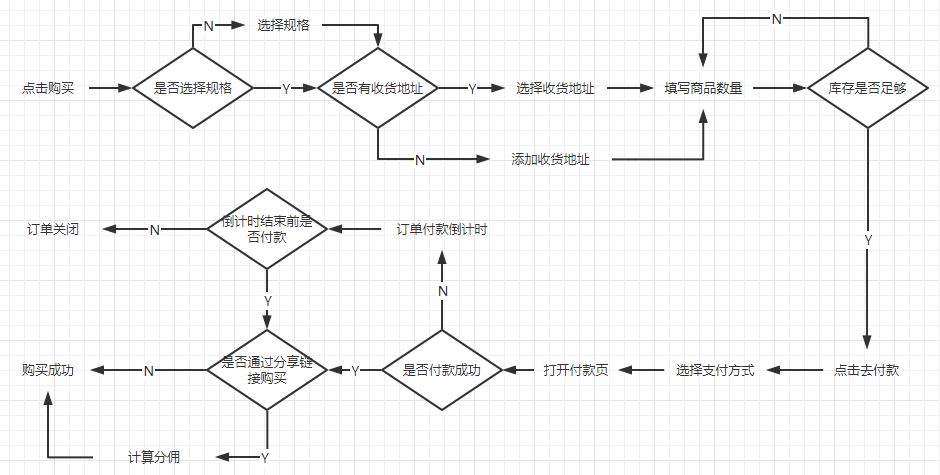 N
选择规格
点击购买
是否选择规格
Y
是否有收货地址
Y
选择收货地址
填写商品数量
N
库存是否足够
N
添加收货地址
Y
订单关闭
N
倒计时结束前是
否付款
订单付款倒计时
Y
N
购买成功
N
是否通过分享链
接购买
Y
是否付款成功
打开付款页
选择支付方式
点击去付款
计算分佣
Y